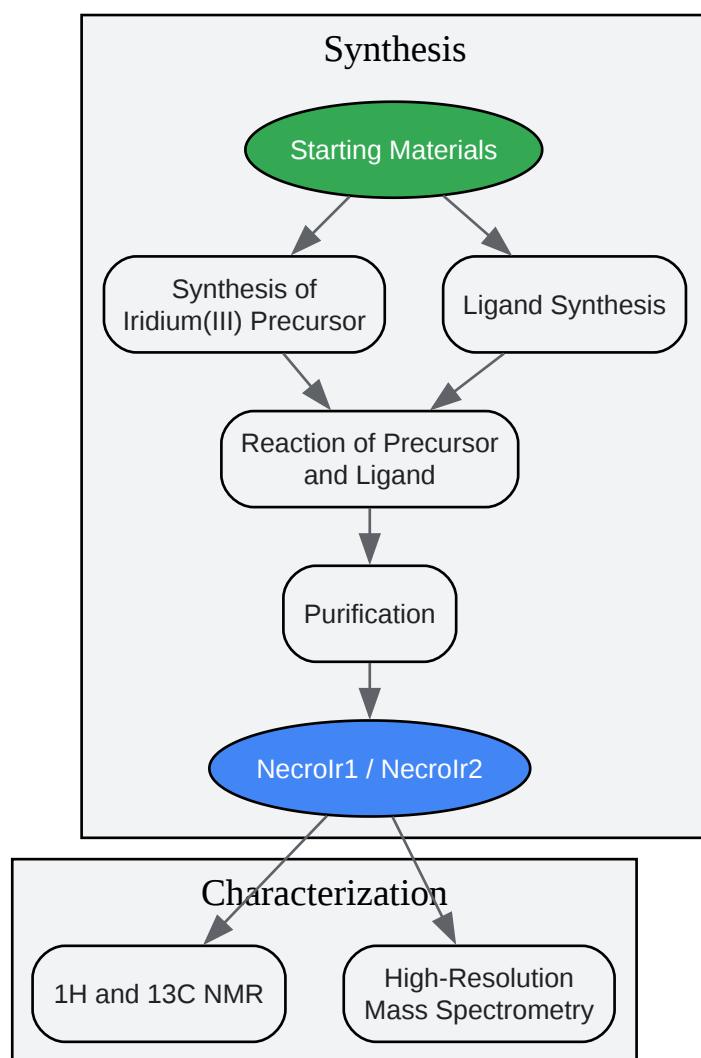 Synthesis
Starting Materials
Synthesis of
Iridium(III) Precursor
Ligand Synthesis
Reaction of Precursor
and Ligand
Purification
NecroIr1 / NecroIr2
Characterization
1H and 13C NMR
High-Resolution
Mass Spectrometry